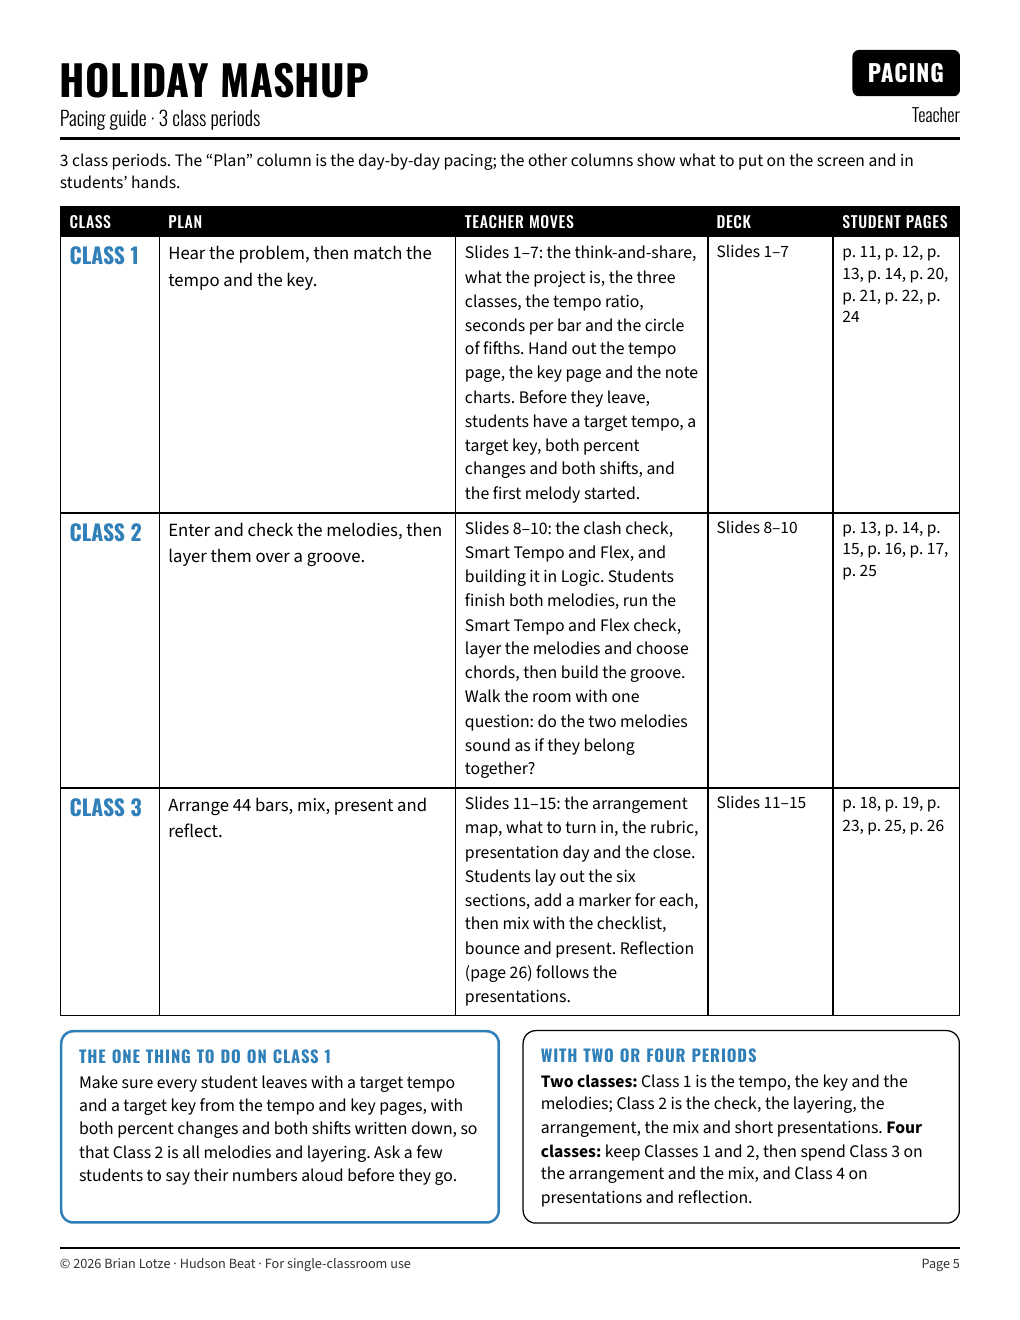 HOLIDAY MASHUP
PACING
Pacing guide · 3 class periods
Teacher
3 class periods. The “Plan” column is the day-by-day pacing; the other columns show what to put on the screen and in
students’ hands.
CLASS PLAN TEACHER MOVES DECK STUDENT PAGES
CLASS 1
Hear the problem, then match the
tempo and the key.
Slides 1–7: the think-and-share,
what the project is, the three
classes, the tempo ratio,
seconds per bar and the circle
of fifths. Hand out the tempo
page, the key page and the note
charts. Before they leave,
students have a target tempo, a
target key, both percent
changes and both shifts, and
the first melody started.
Slides 1–7
p. 11, p. 12, p.
13, p. 14, p. 20,
p. 21, p. 22, p.
24
CLASS 2
Enter and check the melodies, then
layer them over a groove.
Slides 8–10: the clash check,
Smart Tempo and Flex, and
building it in Logic. Students
finish both melodies, run the
Smart Tempo and Flex check,
layer the melodies and choose
chords, then build the groove.
Walk the room with one
question: do the two melodies
sound as if they belong
together?
Slides 8–10
p. 13, p. 14, p.
15, p. 16, p. 17,
p. 25
CLASS 3
Arrange 44 bars, mix, present and
reflect.
Slides 11–15: the arrangement
map, what to turn in, the rubric,
presentation day and the close.
Students lay out the six
sections, add a marker for each,
then mix with the checklist,
bounce and present. Reflection
(page 26) follows the
presentations.
Slides 11–15
p. 18, p. 19, p.
23, p. 25, p. 26
THE ONE THING TO DO ON CLASS 1
Make sure every student leaves with a target tempo
and a target key from the tempo and key pages, with
both percent changes and both shifts written down, so
that Class 2 is all melodies and layering. Ask a few
students to say their numbers aloud before they go.
WITH TWO OR FOUR PERIODS
Two classes: Class 1 is the tempo, the key and the
melodies; Class 2 is the check, the layering, the
arrangement, the mix and short presentations. Four
classes: keep Classes 1 and 2, then spend Class 3 on
the arrangement and the mix, and Class 4 on
presentations and reflection.
© 2026 Brian Lotze · Hudson Beat · For single-classroom use
Page 5